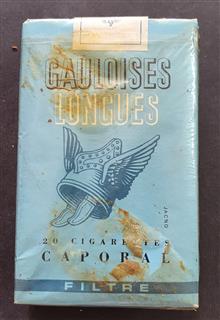 GAULOISES
LONGUES
JACNO
20 CIGARETTES
CAPORAL
FILTRE